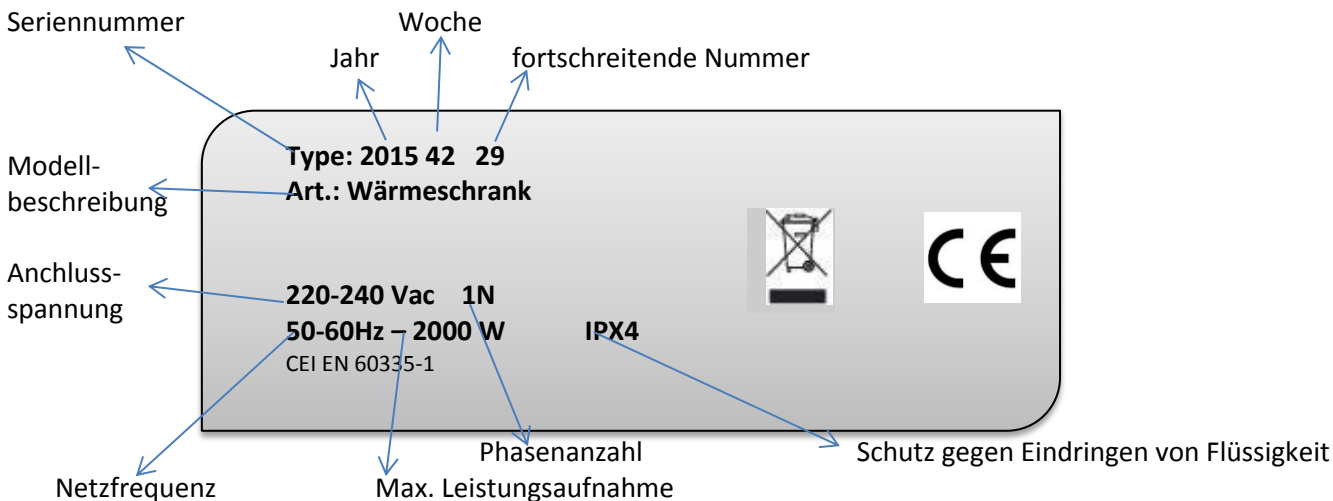 Seriennummer
Woche
Jahr
fortschreitende Nummer
Type: 2015 42 29
Modell-
beschreibung
Art.: Wärmeschrank
CE
Anchluss-
spannung
220-240 Vac 1N
50-60Hz – 2000 W IPX4
CEI EN 60335-1
Phasenanzahl
Schutz gegen Eindringen von Flüssigkeit
Netzfrequenz
Max. Leistungsaufnahme